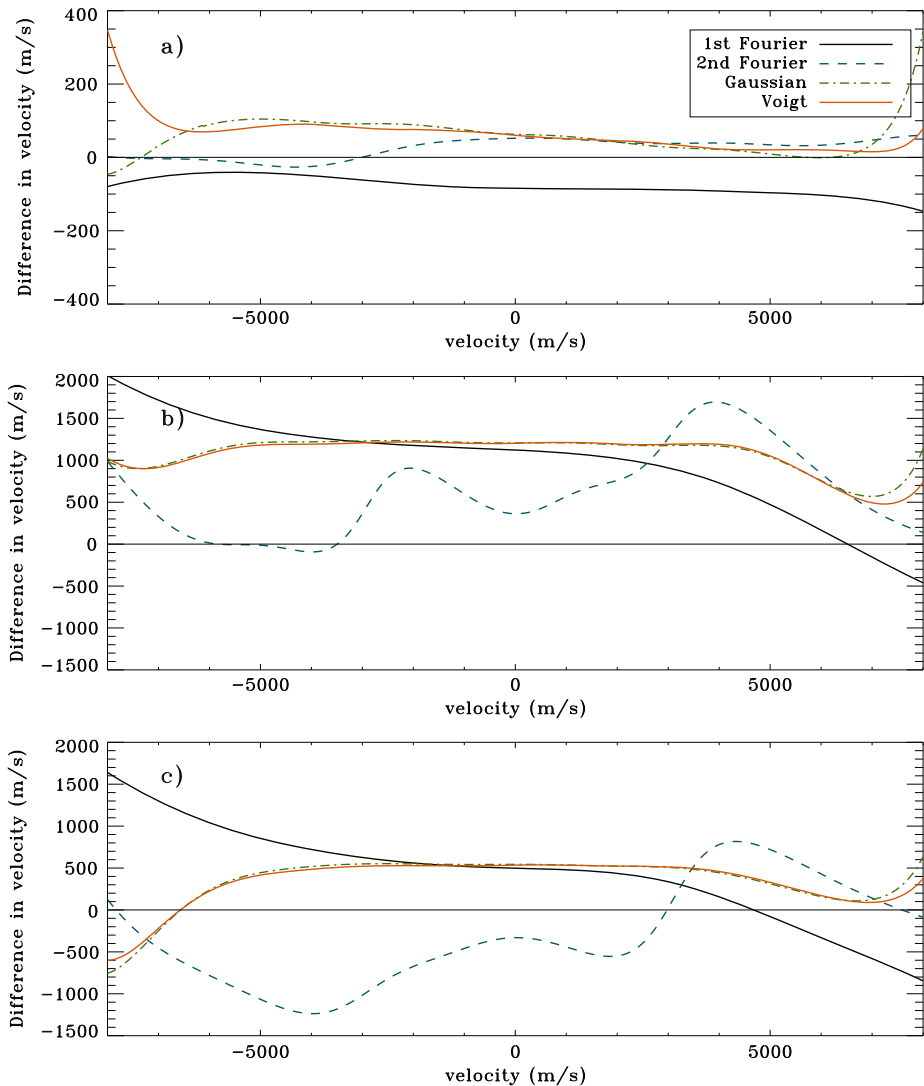 a)
1st Fourier
2nd Fourier
Gaussian
Voigt
400
200
0
−200
−400
Difference in velocity (m/s)
−5000 0 5000
velocity (m/s)
b)
2000
1500
1000
500
0
−500
−1000
−1500
Difference in velocity (m/s)
−5000 0 5000
velocity (m/s)
c)
2000
1500
1000
500
0
−500
−1000
−1500
Difference in velocity (m/s)
−5000 0 5000
velocity (m/s)